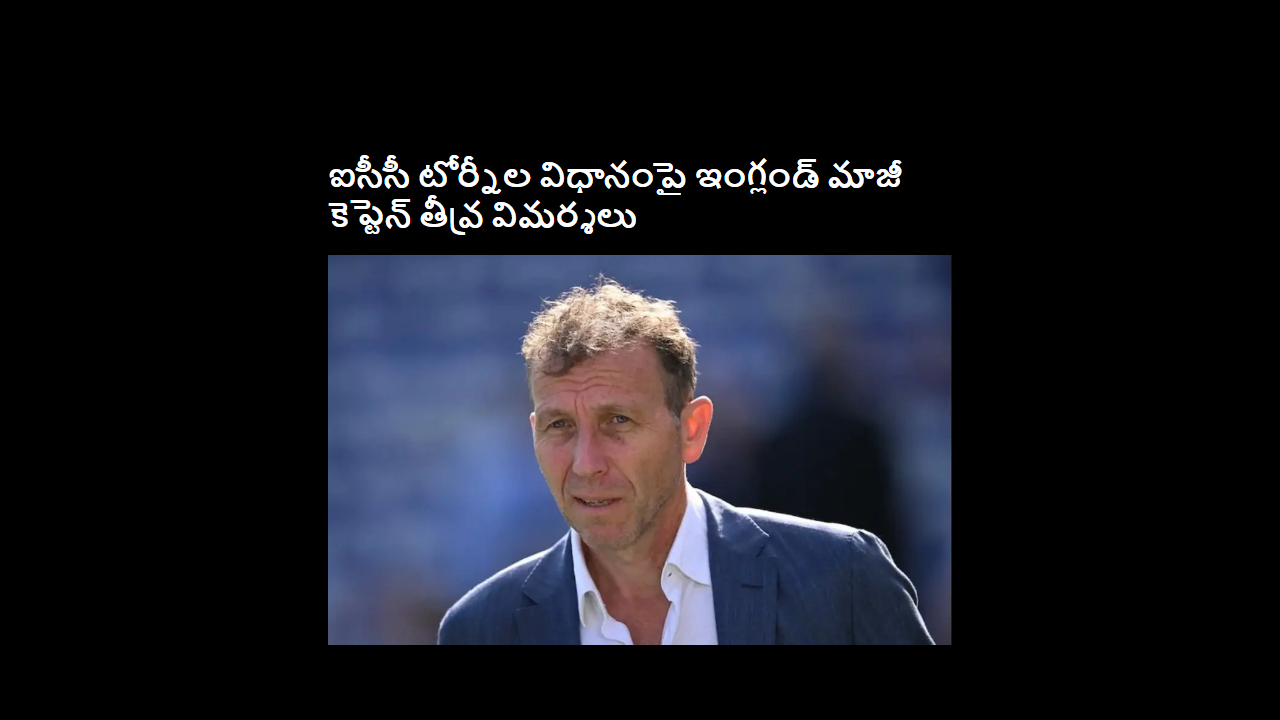 ఐసీసీ టోర్నీల విధానంపై ఇంగ్లండ్ మాజీ
కెప్టెన్ తీవ్ర విమర్శలు